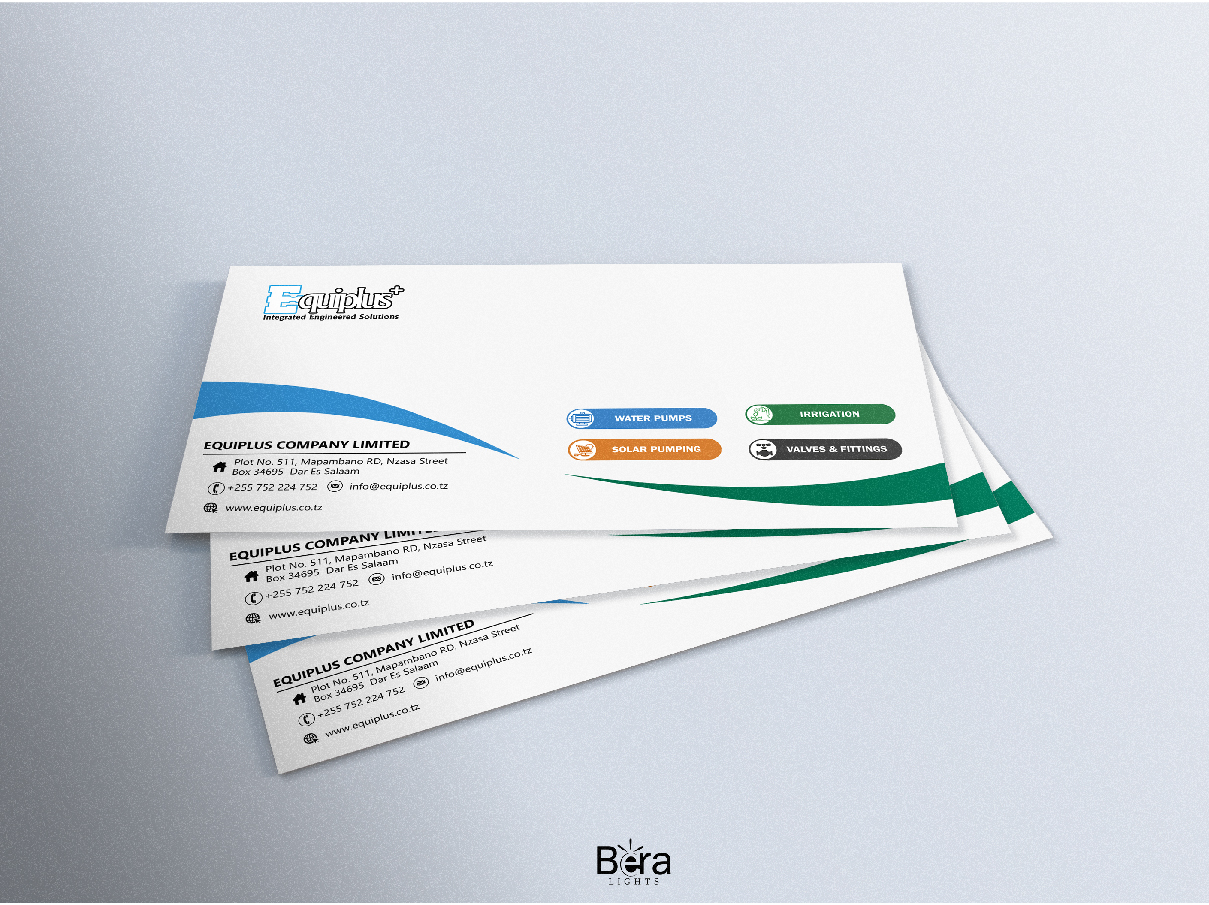 Equiplus+
Integrated Engineered Solutions
WATER PUMPS
IRRIGATION
SOLAR PUMPING
VALVES & FITTINGS
EQUIPLUS COMPANY LIMITED
Plot No. 511, Mapambano RD, Nzasa Street
Box 34695 Dar Es Salaam
+255 752 224 752 info@equiplus.co.tz
www.equiplus.co.tz
EQUIPLUS COMPANY LIMITED
Plot No. 511, Mapambano RD, Nzasa Street
Box 34695 Dar Es Salaam
+255 752 224 752 info@equiplus.co.tz
www.equiplus.co.tz
EQUIPLUS COMPANY LIMITED
Plot No. 511, Mapambano RD, Nzasa Street
Box 34695 Dar Es Salaam
+255 752 224 752 info@equiplus.co.tz
www.equiplus.co.tz
Bera
LIGHTS